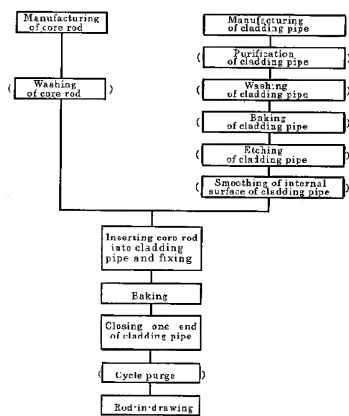 Manufacturing
of core rod
( Washing
of core rod )
Manufacturing
of cladding pipe
( Purification
of cladding pipe )
( Washing
of cladding pipe )
( Baking
of cladding pipe )
( Etching
of cladding pipe )
( Smoothing of internal
surface of cladding pipe )
Inserting core rod
into cladding
pipe and fixing
Baking
Closing one end
of cladding pipe
( Cycle purge )
Rod-in-drawing